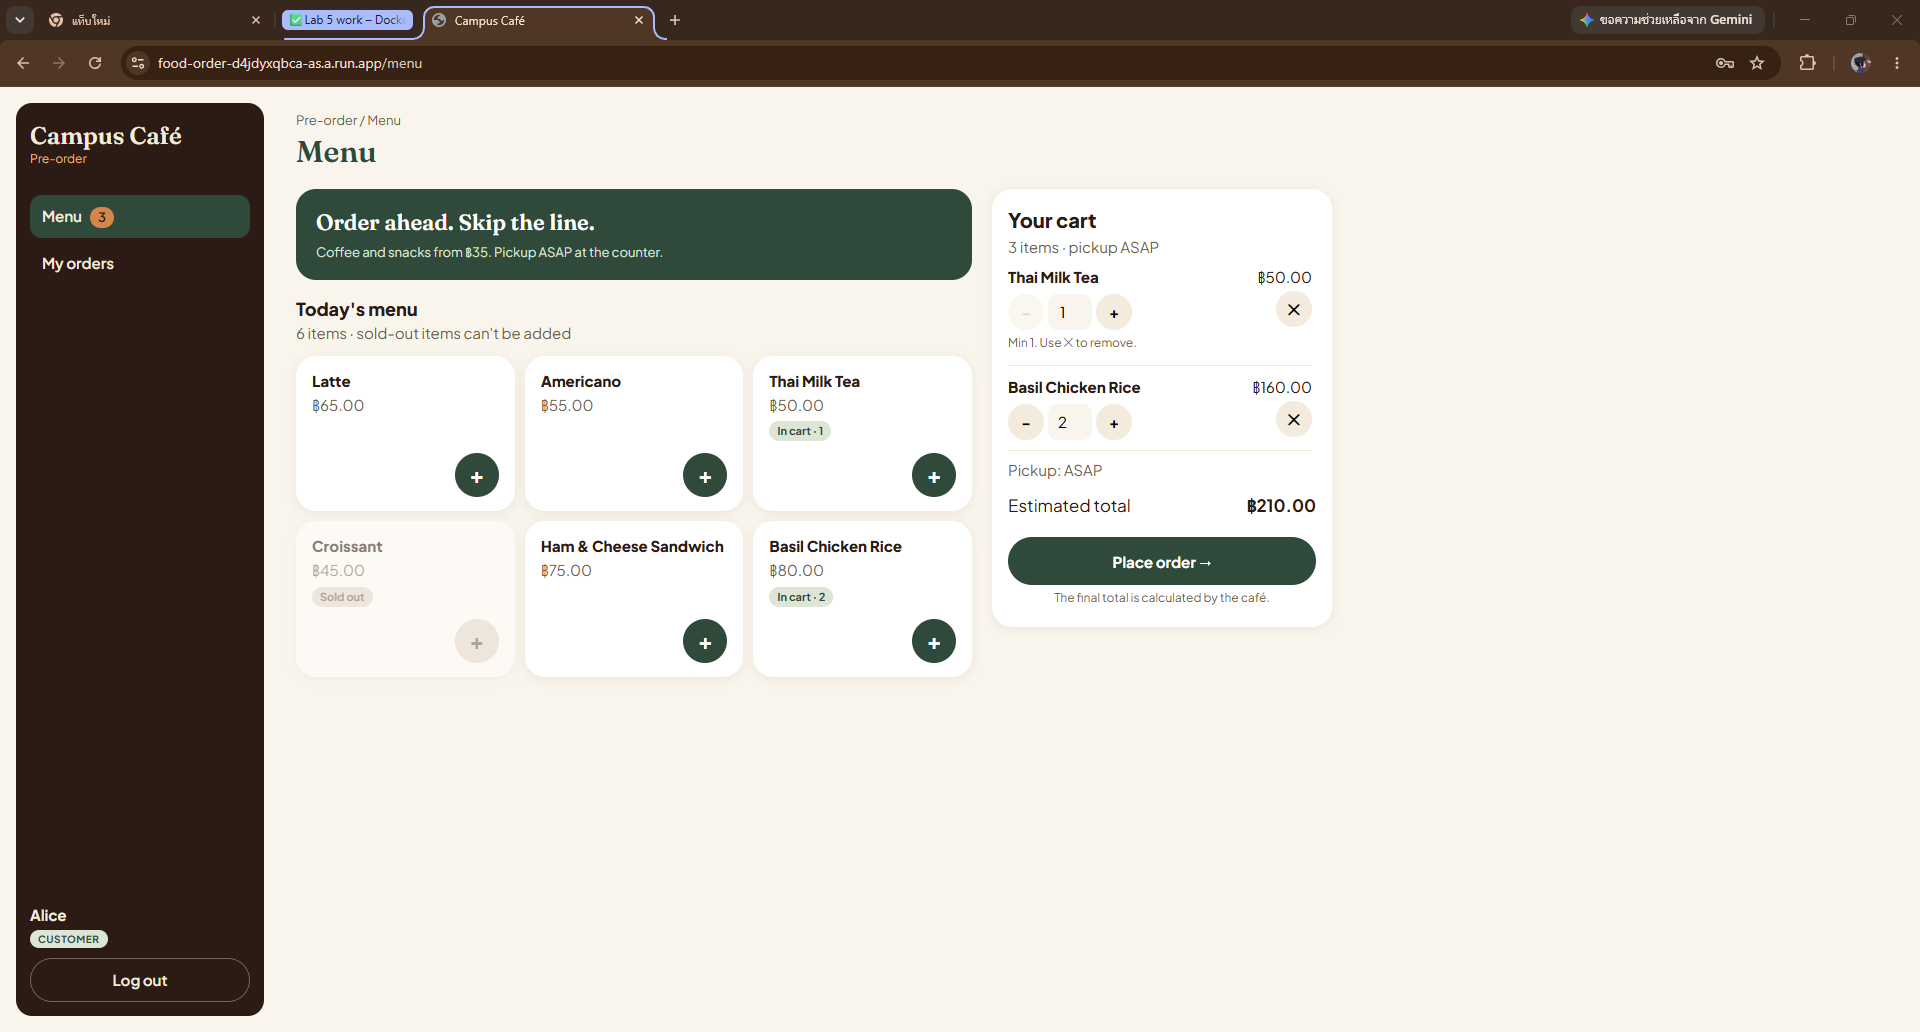 แท็บใหม่
✅ Lab 5 work – Docke
Campus Café
ขอความช่วยเหลือจาก Gemini
food-order-d4jdyxqbca-as.a.run.app/menu
Campus Café
Pre-order
Menu 3
My orders
Alice
CUSTOMER
Log out
Pre-order / Menu
Menu
Order ahead. Skip the line.
Coffee and snacks from ฿35. Pickup ASAP at the counter.
Today's menu
6 items · sold-out items can't be added
Latte
฿65.00
+
Americano
฿55.00
+
Thai Milk Tea
฿50.00
In cart · 1
+
Croissant
฿45.00
Sold out
+
Ham & Cheese Sandwich
฿75.00
+
Basil Chicken Rice
฿80.00
In cart · 2
+
Your cart
3 items · pickup ASAP
Thai Milk Tea ฿50.00
− 1 + ✕
Min 1. Use ✕ to remove.
Basil Chicken Rice ฿160.00
− 2 + ✕
Pickup: ASAP
Estimated total ฿210.00
Place order →
The final total is calculated by the café.